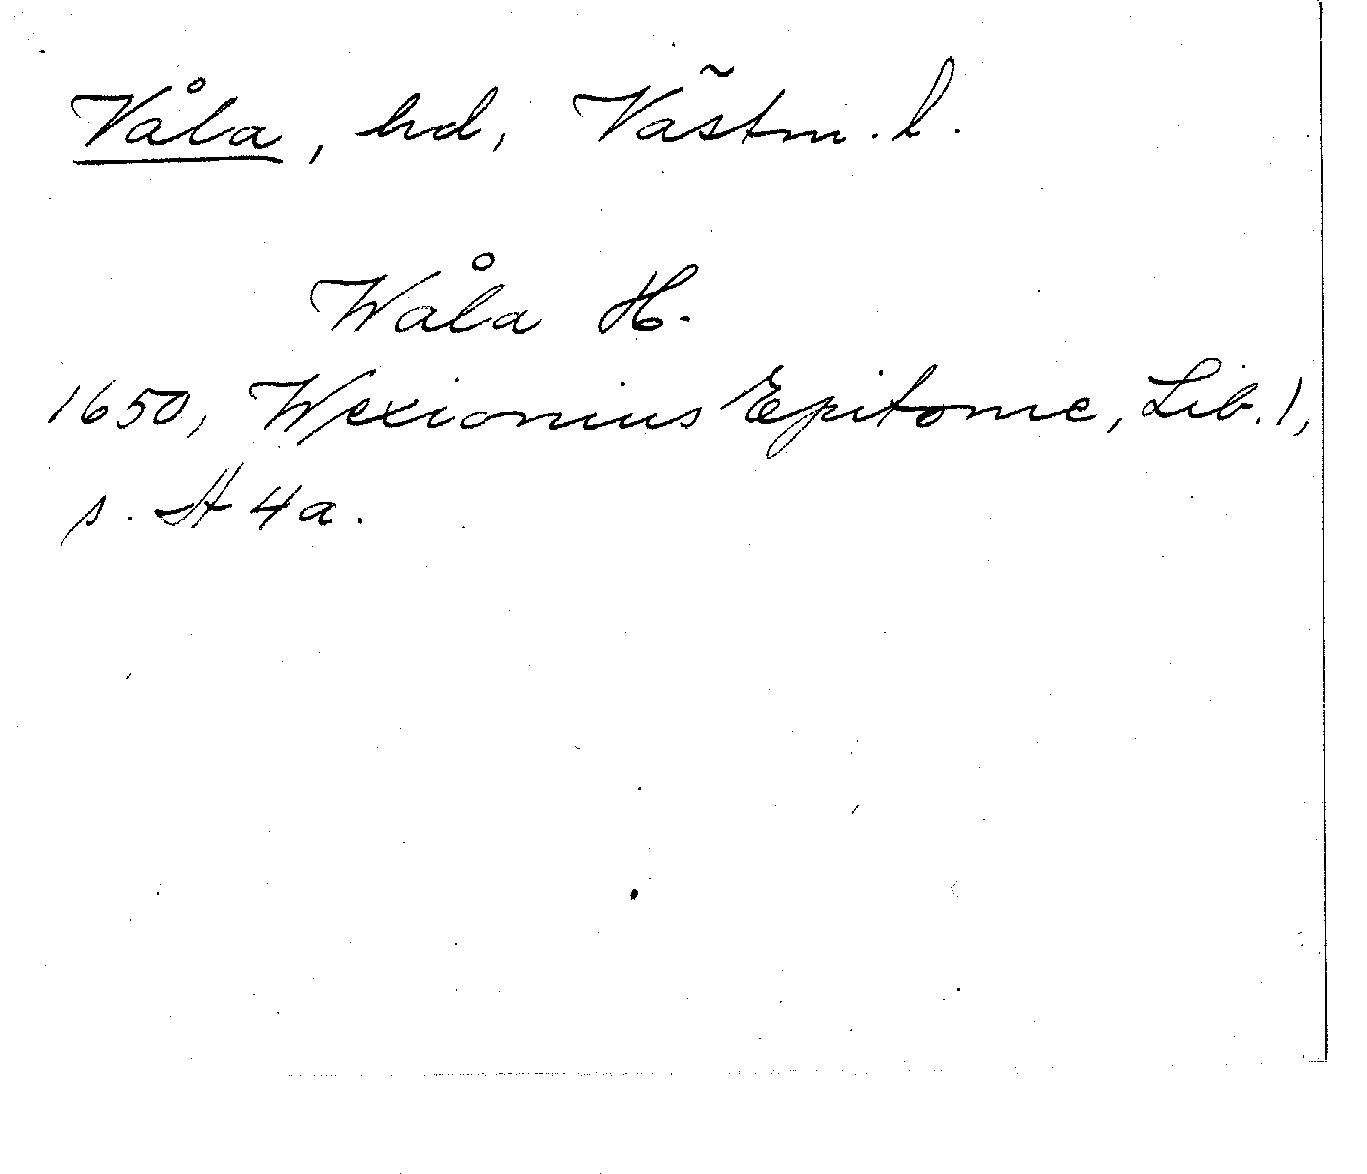 Våla, hd, Västm. l.
Wåla H.
1650, Wexionius Epitome, Lib. 1,
s. A 4a.